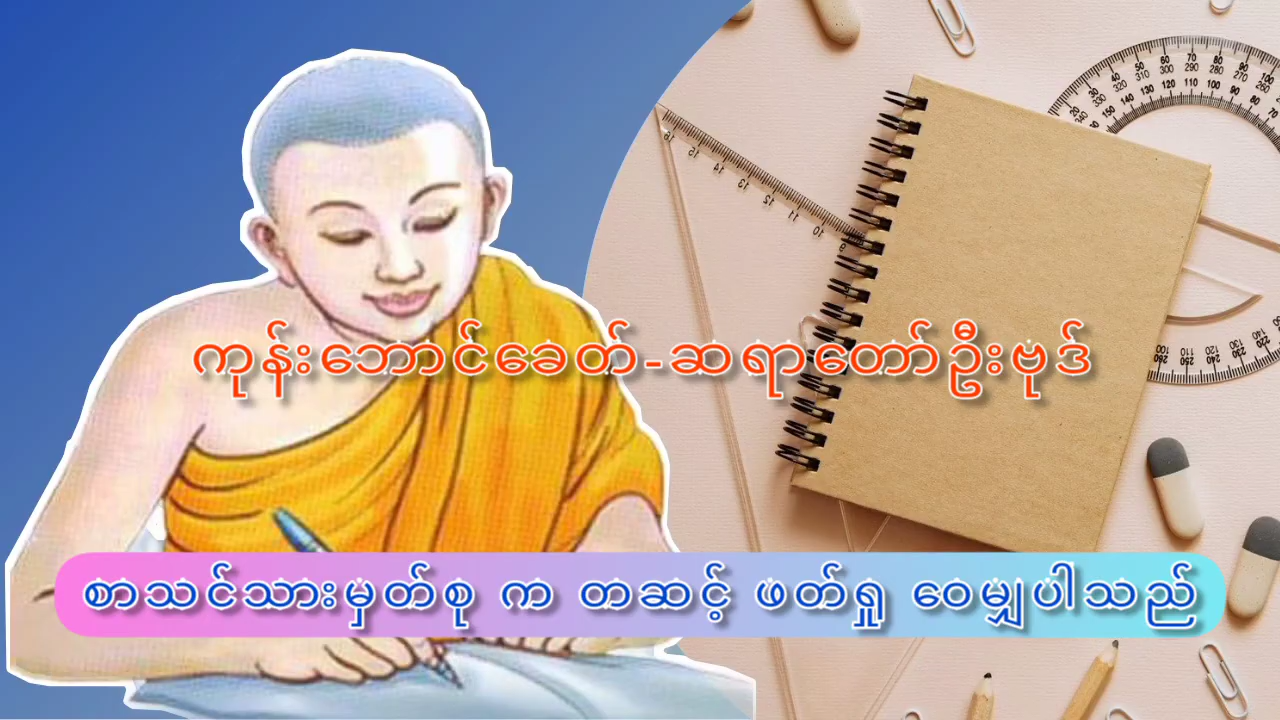 ကုန်းဘောင်ခေတ်-ဆရာတော်ဦးဗုဒ်
စာသင်သားမှတ်စု က တဆင့် ဖတ်ရှု ဝေမျှပါသည်